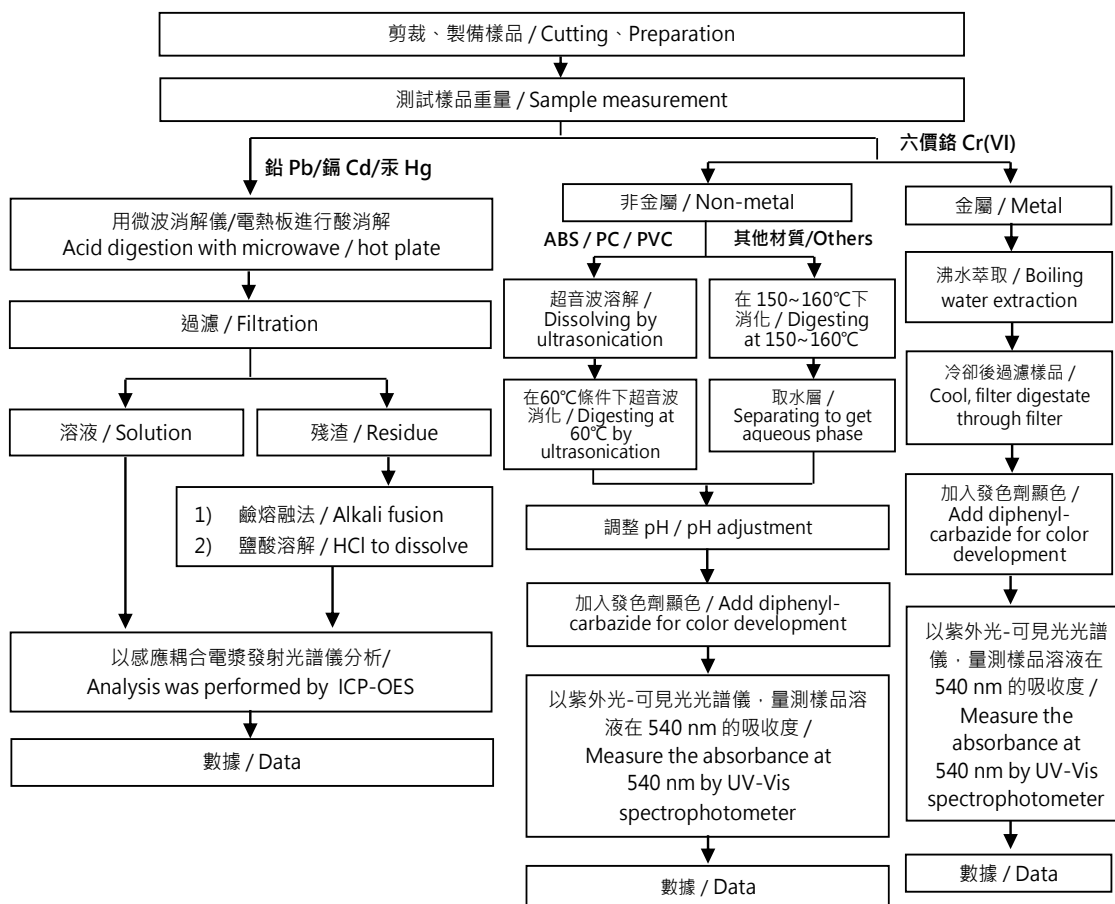 剪裁、製備樣品 / Cutting、Preparation
測試樣品重量 / Sample measurement
鉛 Pb/鎘 Cd/汞 Hg
六價鉻 Cr(VI)
用微波消解儀/電熱板進行酸消解
Acid digestion with microwave / hot plate
過濾 / Filtration
溶液 / Solution
殘渣 / Residue
1) 鹼熔融法 / Alkali fusion
2) 鹽酸溶解 / HCl to dissolve
以感應耦合電漿發射光譜儀分析/
Analysis was performed by ICP-OES
數據 / Data
非金屬 / Non-metal
ABS / PC / PVC
其他材質/Others
超音波溶解 /
Dissolving by
ultrasonication
在60℃條件下超音波
消化 / Digesting at
60℃ by
ultrasonication
在 150~160℃下
消化 / Digesting
at 150~160℃
取水層 /
Separating to get
aqueous phase
調整 pH / pH adjustment
加入發色劑顯色 / Add diphenyl-
carbazide for color development
以紫外光-可見光光譜儀，量測樣品溶
液在 540 nm 的吸收度 /
Measure the absorbance at
540 nm by UV-Vis
spectrophotometer
數據 / Data
金屬 / Metal
沸水萃取 / Boiling
water extraction
冷卻後過濾樣品 /
Cool, filter digestate
through filter
加入發色劑顯色 /
Add diphenyl-
carbazide for color
development
以紫外光-可見光光譜
儀，量測樣品溶液在
540 nm 的吸收度 /
Measure the
absorbance at
540 nm by UV-Vis
spectrophotometer
數據 / Data